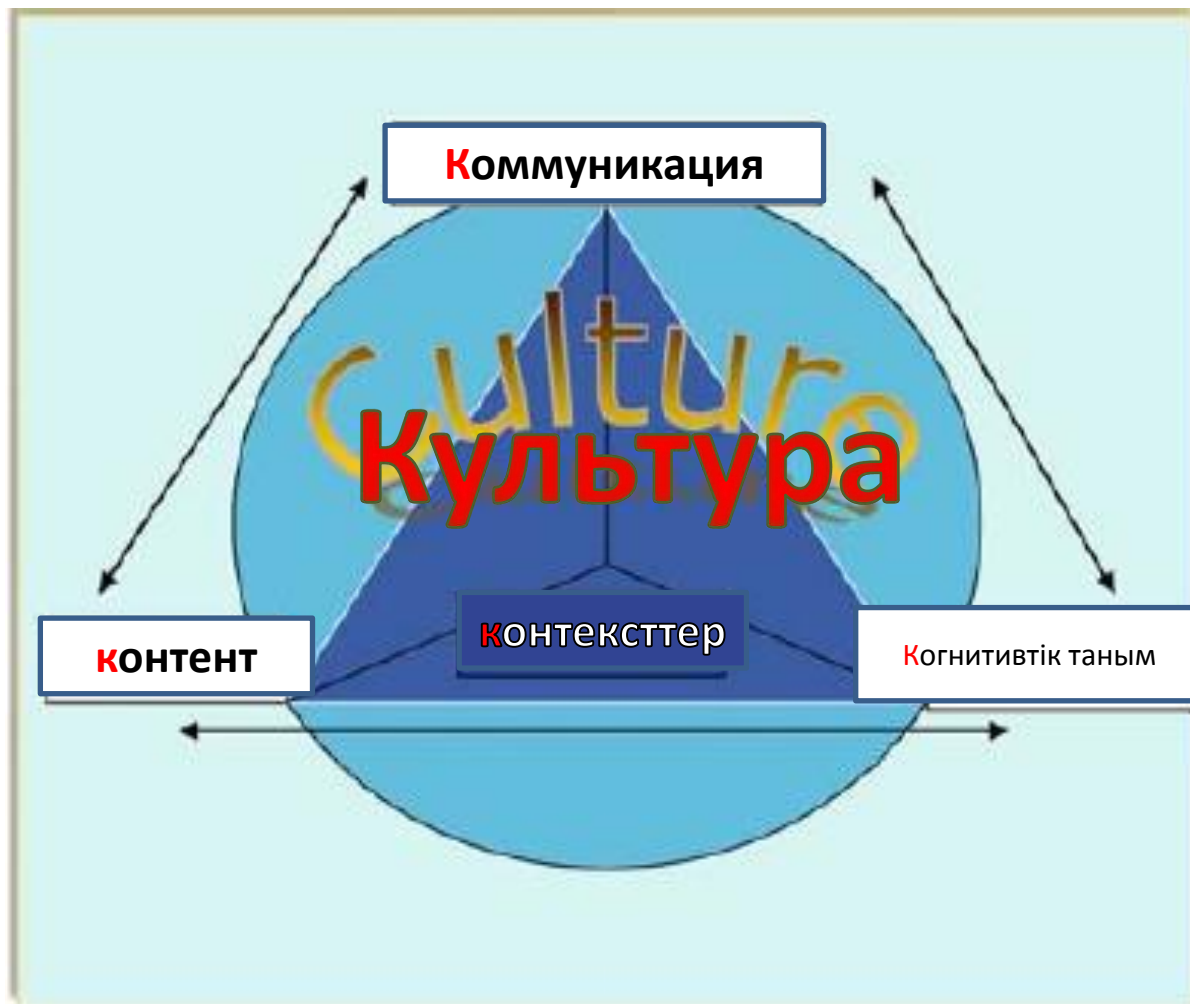 Коммуникация
Culture
Культура
контексттер
контент
Когнитивтік таным